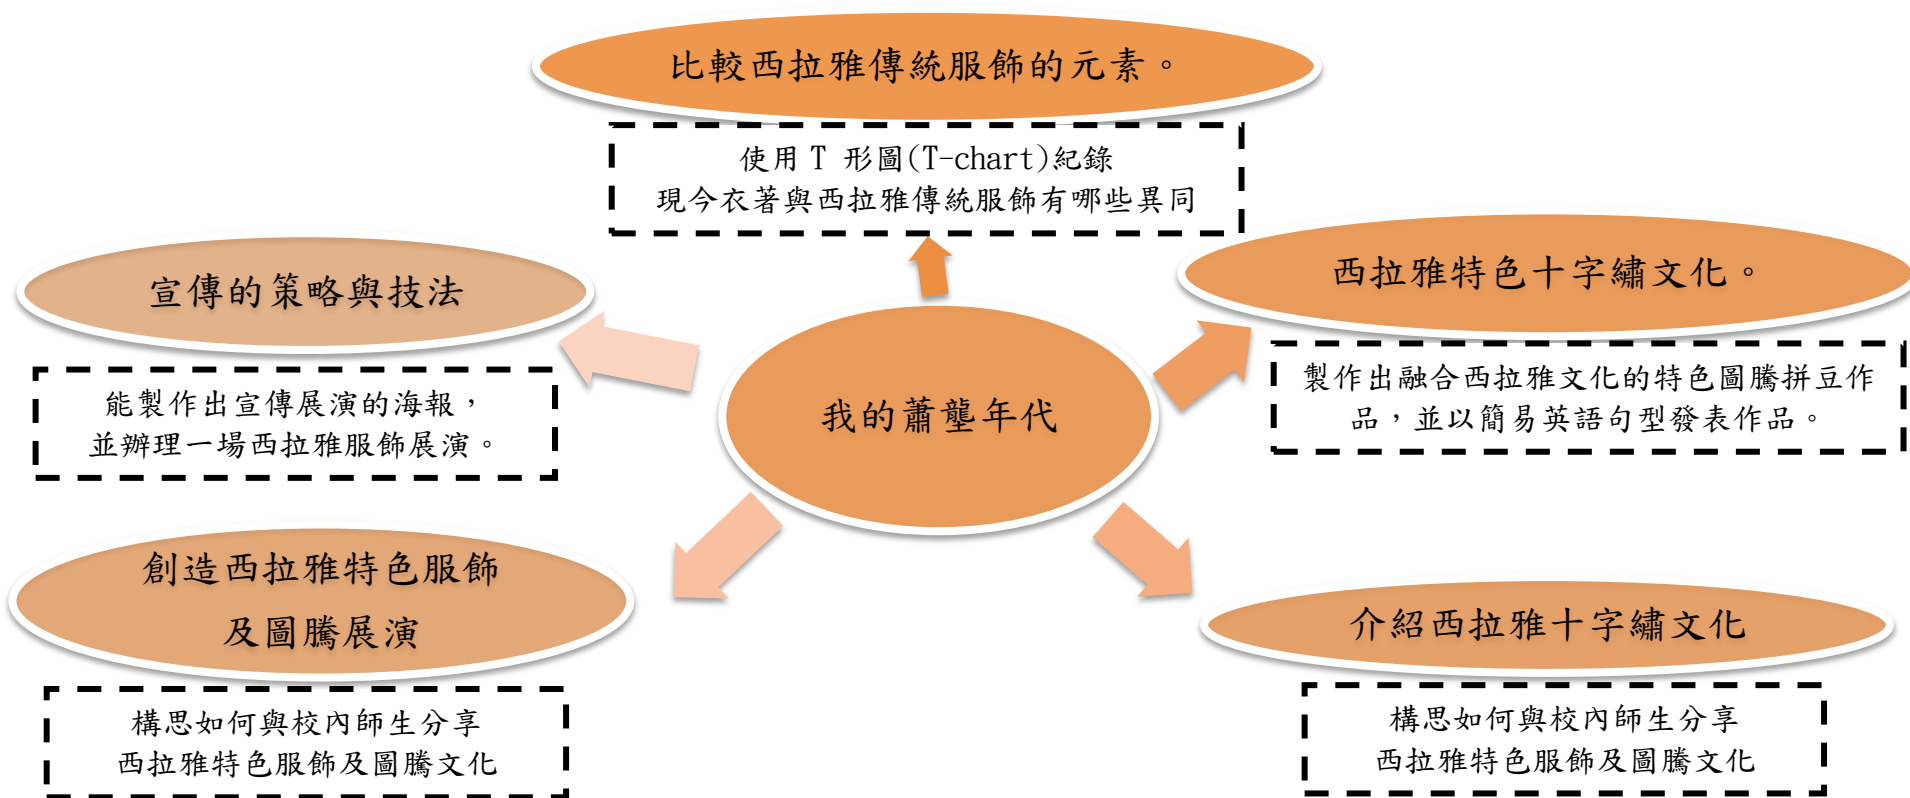 比較西拉雅傳統服飾的元素。
使用 T 形圖(T-chart)紀錄
現今衣著與西拉雅傳統服飾有哪些異同
宣傳的策略與技法
能製作出宣傳展演的海報，
並辦理一場西拉雅服飾展演。
西拉雅特色十字繡文化。
製作出融合西拉雅文化的特色圖騰拼豆作
品，並以簡易英語句型發表作品。
我的蕭壟年代
創造西拉雅特色服飾
及圖騰展演
構思如何與校內師生分享
西拉雅特色服飾及圖騰文化
介紹西拉雅十字繡文化
構思如何與校內師生分享
西拉雅特色服飾及圖騰文化